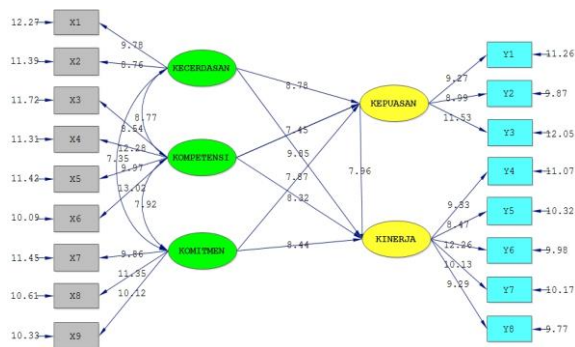 12.27 X1
11.39 X2
11.72 X3
11.31 X4
11.42 X5
10.09 X6
11.45 X7
10.61 X8
10.33 X9
9.78
8.76
8.54
12.28
9.97
13.02
9.86
11.35
10.12
8.77
7.35
7.92
KECERDASAN
KOMPETENSI
KOMITMEN
8.78
7.45
9.85
7.87
8.32
8.44
7.96
KEPUASAN
KINERJA
9.27
8.99
11.53
9.33
8.47
12.26
10.13
9.29
Y1 11.26
Y2 9.87
Y3 12.05
Y4 11.07
Y5 10.32
Y6 9.98
Y7 10.17
Y8 9.77